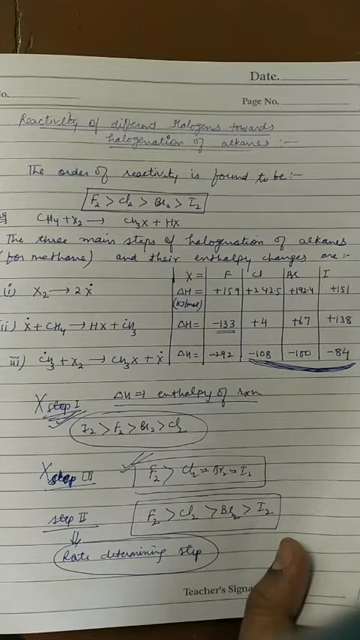 Date.
No.
Page No.
Reactivity of different Halogens towards
halogenation of alkanes:-
The order of reactivity is found to be:-
F₂ > Cl₂ > Br₂ > I₂
CH₄ + X₂ → CH₃X + HX
The three main steps of halogenation of alkanes
(for methane) and their enthalpy changes are:-
X = F Cl Br I
(i) X₂ → 2Ẋ ΔH = +159 +242.5 +192.4 +151
(KJ/mol)
ii) Ẋ + CH₄ → HX + ĊH₃ ΔH = -133 +4 +67 +138
iii) ĊH₃ + X₂ → CH₃X + Ẋ ΔH = -292 -108 -100 -84
X step I ΔH ⇒ enthalpy of rxn
I₂ > F₂ > Br₂ > Cl₂
X step III F₂ > Cl₂ = Br₂ = I₂
step II F₂ > Cl₂ > Br₂ > I₂
⇓
Rate determining step
Teacher's Signa